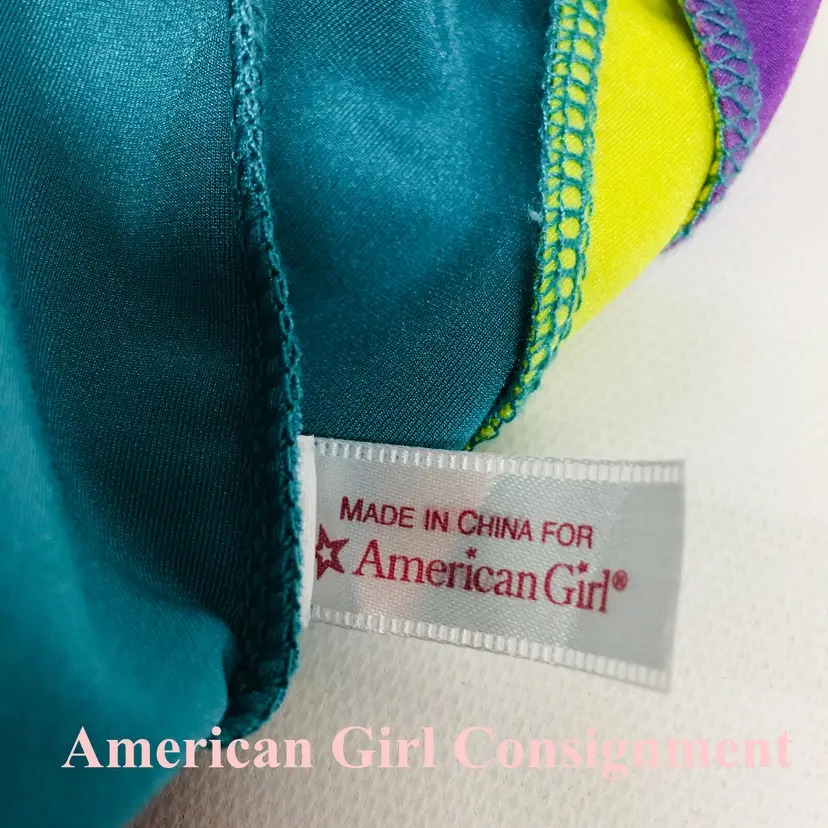 MADE IN CHINA FOR
American Girl®
American Girl Consignment